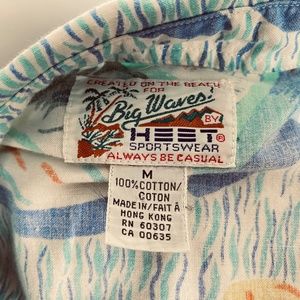 CREATED ON THE BEACH
FOR
Big Waves!
BY
HEET®
SPORTSWEAR
ALWAYS BE CASUAL
M
100%COTTON/
COTON
MADE IN/FAIT À
HONG KONG
RN 60307
CA 00635